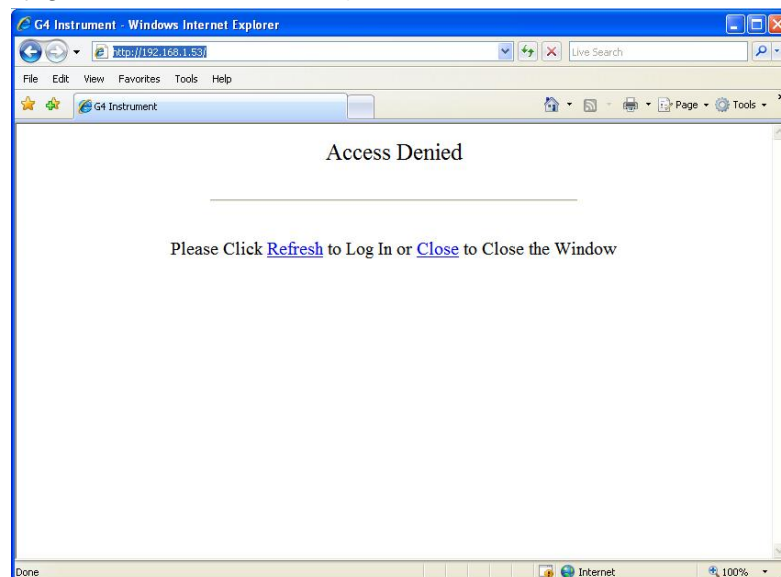 G4 Instrument - Windows Internet Explorer
http://192.168.1.53/
Live Search
File Edit View Favorites Tools Help
G4 Instrument
Page Tools
Access Denied
Please Click Refresh to Log In or Close to Close the Window
Done
Internet
100%